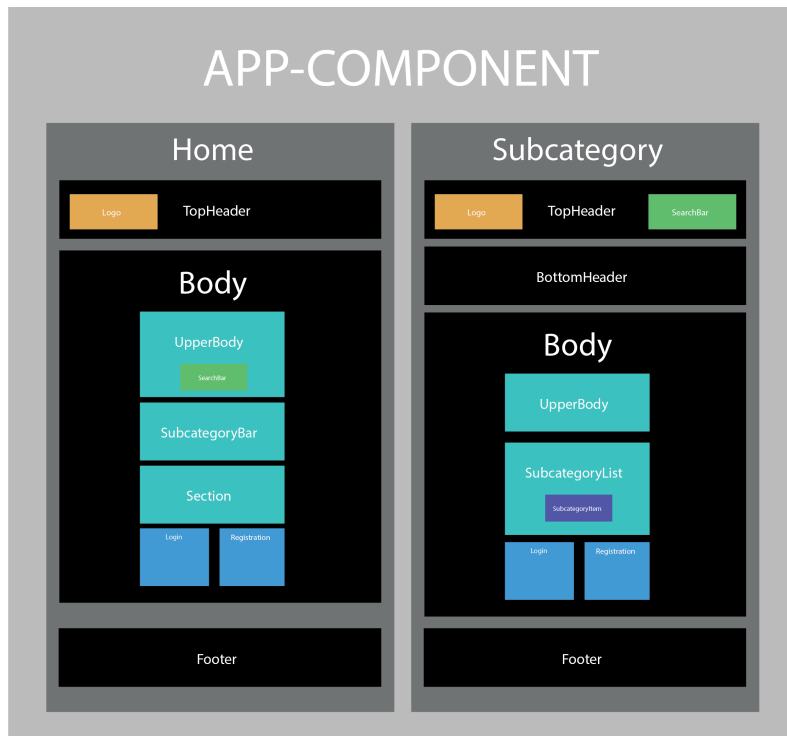 APP-COMPONENT
Home
Logo
TopHeader
Body
UpperBody
SearchBar
SubcategoryBar
Section
Login
Registration
Footer
Subcategory
Logo
TopHeader
SearchBar
BottomHeader
Body
UpperBody
SubcategoryList
SubcategoryItem
Login
Registration
Footer